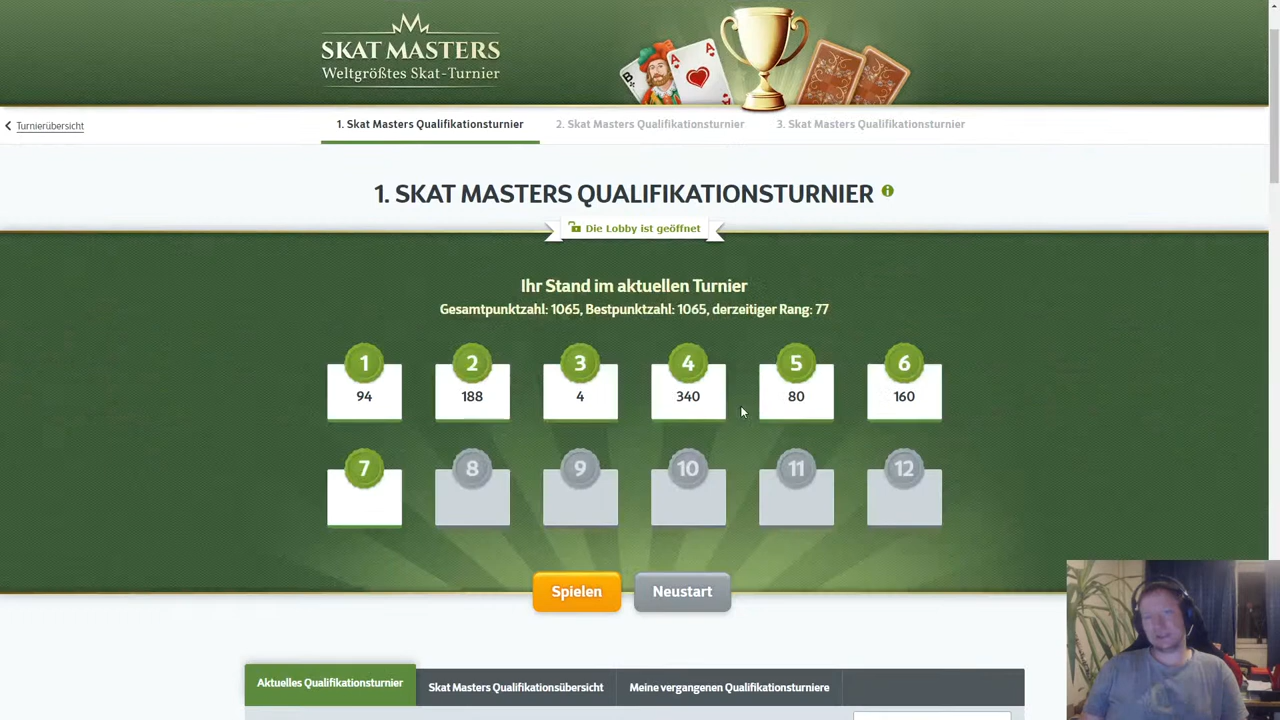 SKAT MASTERS
Weltgrößtes Skat-Turnier
B
A
A
Turnierübersicht
1. Skat Masters Qualifikationsturnier
2. Skat Masters Qualifikationsturnier
3. Skat Masters Qualifikationsturnier
1. SKAT MASTERS QUALIFIKATIONSTURNIER
Die Lobby ist geöffnet
Ihr Stand im aktuellen Turnier
Gesamtpunktzahl: 1065, Bestpunktzahl: 1065, derzeitiger Rang: 77
1 2 3 4 5 6
94 188 4 340 80 160
7 8 9 10 11 12
Spielen Neustart
Aktuelles Qualifikationsturnier
Skat Masters Qualifikationsübersicht
Meine vergangenen Qualifikationsturniere